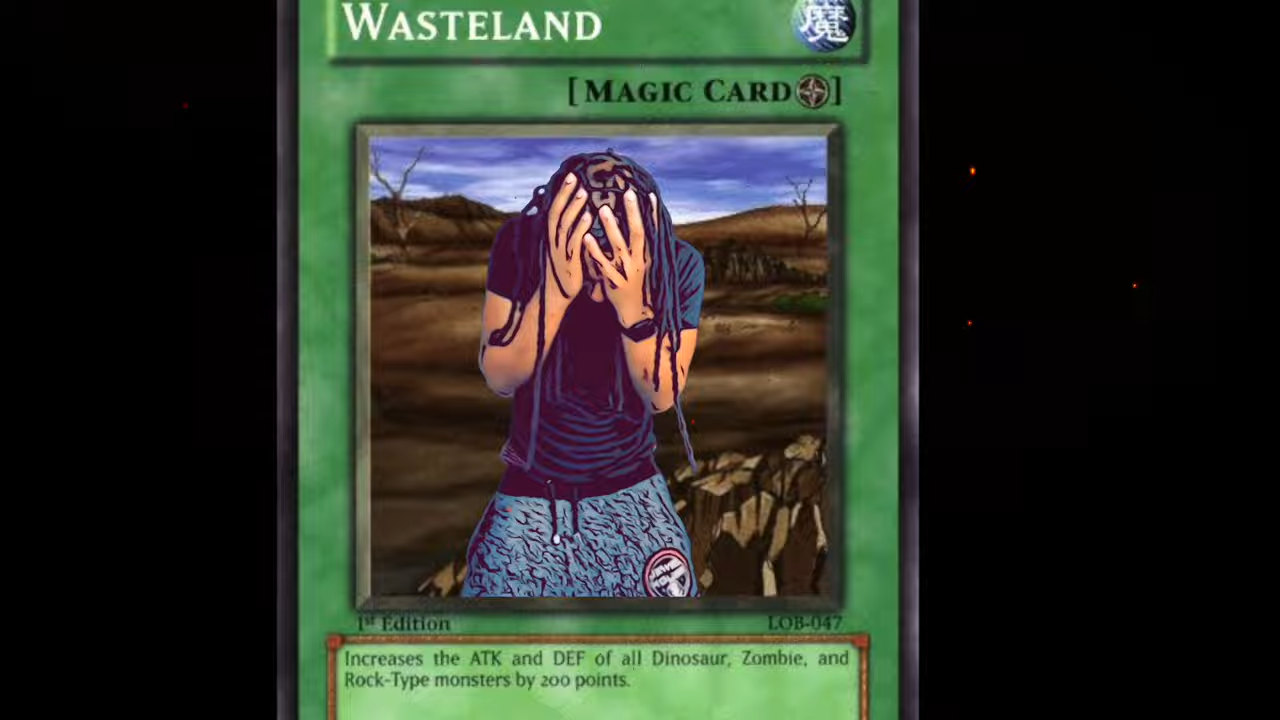 Wasteland
魔
[Magic Card]
1st Edition
LOB-047
Increases the ATK and DEF of all Dinosaur, Zombie, and
Rock-Type monsters by 200 points.